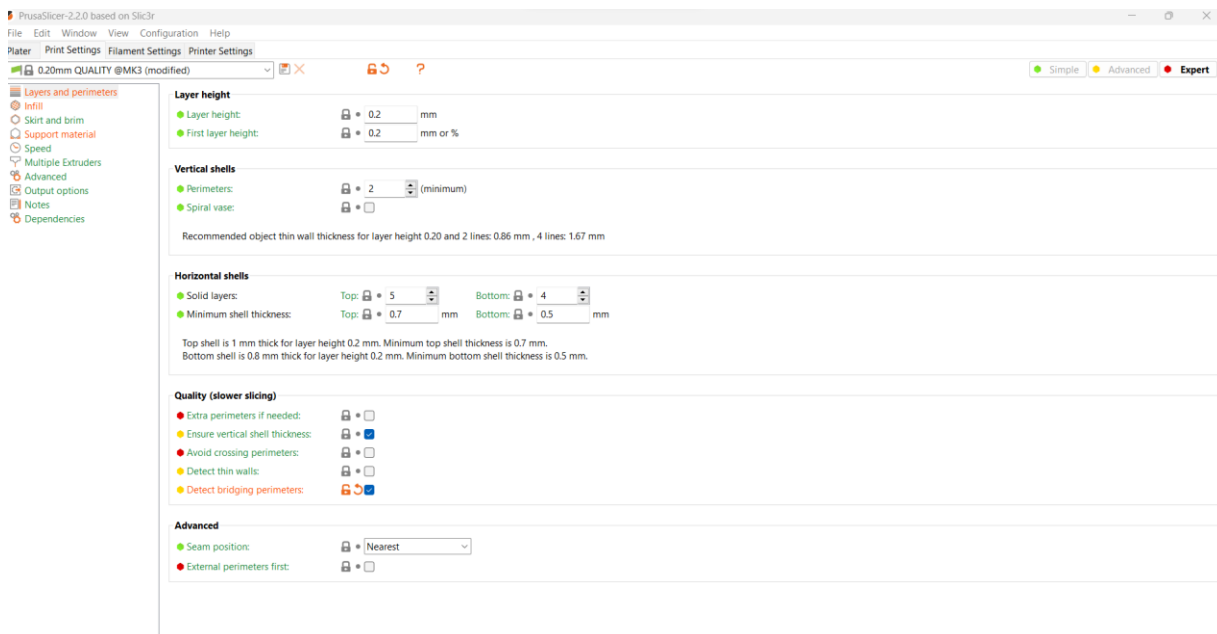 PrusaSlicer-2.2.0 based on Slic3r
File Edit Window View Configuration Help
Plater Print Settings Filament Settings Printer Settings
0.20mm QUALITY @MK3 (modified) ? Simple Advanced Expert
Layers and perimeters
Infill
Skirt and brim
Support material
Speed
Multiple Extruders
Advanced
Output options
Notes
Dependencies
Layer height
Layer height: 0.2 mm
First layer height: 0.2 mm or %
Vertical shells
Perimeters: 2 (minimum)
Spiral vase:
Recommended object thin wall thickness for layer height 0.20 and 2 lines: 0.86 mm , 4 lines: 1.67 mm
Horizontal shells
Solid layers: Top: 5 Bottom: 4
Minimum shell thickness: Top: 0.7 mm Bottom: 0.5 mm
Top shell is 1 mm thick for layer height 0.2 mm. Minimum top shell thickness is 0.7 mm.
Bottom shell is 0.8 mm thick for layer height 0.2 mm. Minimum bottom shell thickness is 0.5 mm.
Quality (slower slicing)
Extra perimeters if needed:
Ensure vertical shell thickness:
Avoid crossing perimeters:
Detect thin walls:
Detect bridging perimeters:
Advanced
Seam position: Nearest
External perimeters first: